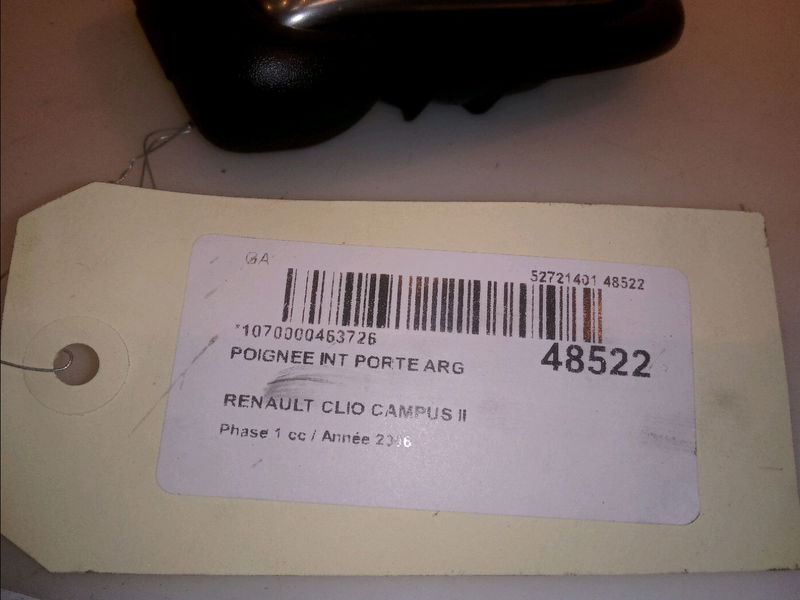 GA
52721401 48522
*1070000463726
48522
POIGNEE INT PORTE ARG
RENAULT CLIO CAMPUS II
Phase 1 cc / Année